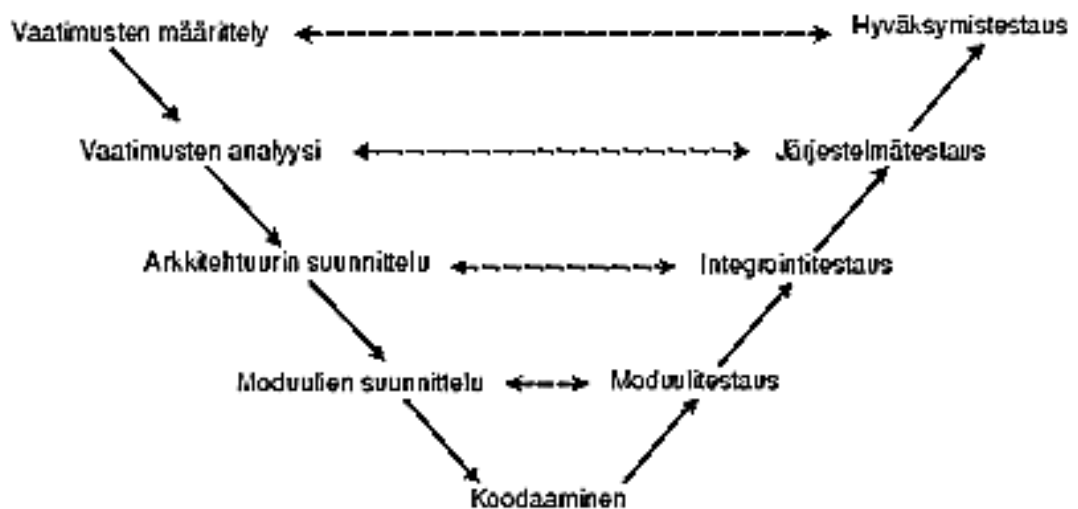 Vaatimusten määrittely
Hyväksymistestaus
Vaatimusten analyysi
Järjestelmätestaus
Arkkitehtuurin suunnittelu
Integrointitestaus
Moduulien suunnittelu
Moduulitestaus
Koodaaminen